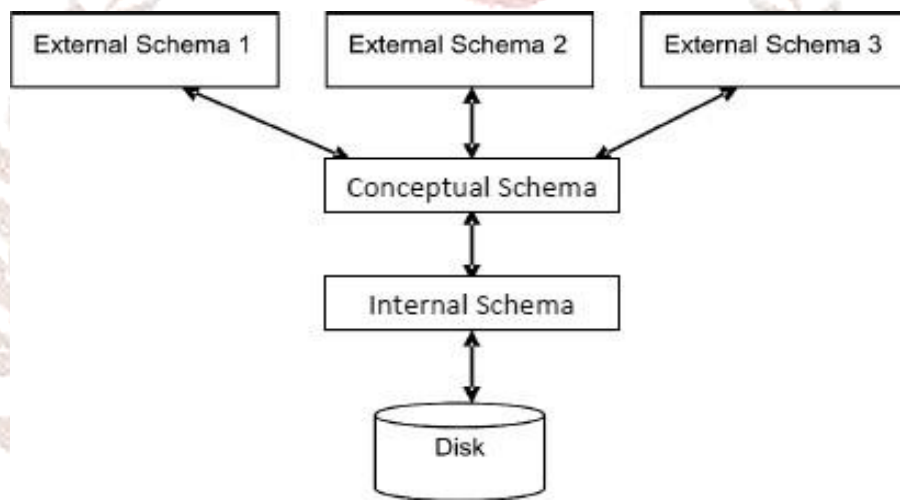 External Schema 1
External Schema 2
External Schema 3
Conceptual Schema
Internal Schema
Disk